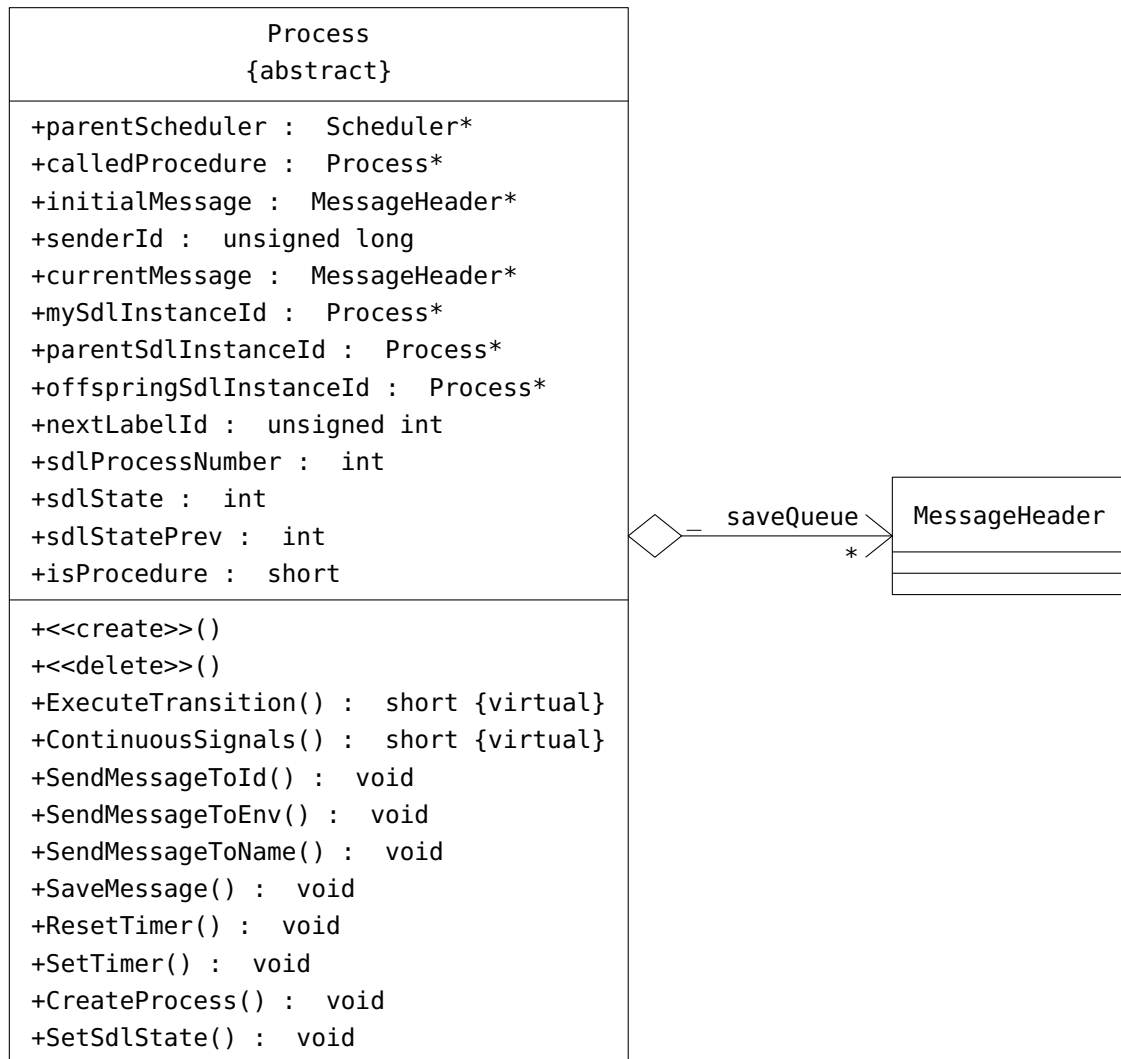 Process
{abstract}
+parentScheduler : Scheduler*
+calledProcedure : Process*
+initialMessage : MessageHeader*
+senderId : unsigned long
+currentMessage : MessageHeader*
+mySdlInstanceId : Process*
+parentSdlInstanceId : Process*
+offspringSdlInstanceId : Process*
+nextLabelId : unsigned int
+sdlProcessNumber : int
+sdlState : int
+sdlStatePrev : int
+isProcedure : short
+<<create>>()
+<<delete>>()
+ExecuteTransition() : short {virtual}
+ContinuousSignals() : short {virtual}
+SendMessageToId() : void
+SendMessageToEnv() : void
+SendMessageToName() : void
+SaveMessage() : void
+ResetTimer() : void
+SetTimer() : void
+CreateProcess() : void
+SetSdlState() : void
_ saveQueue
*
MessageHeader